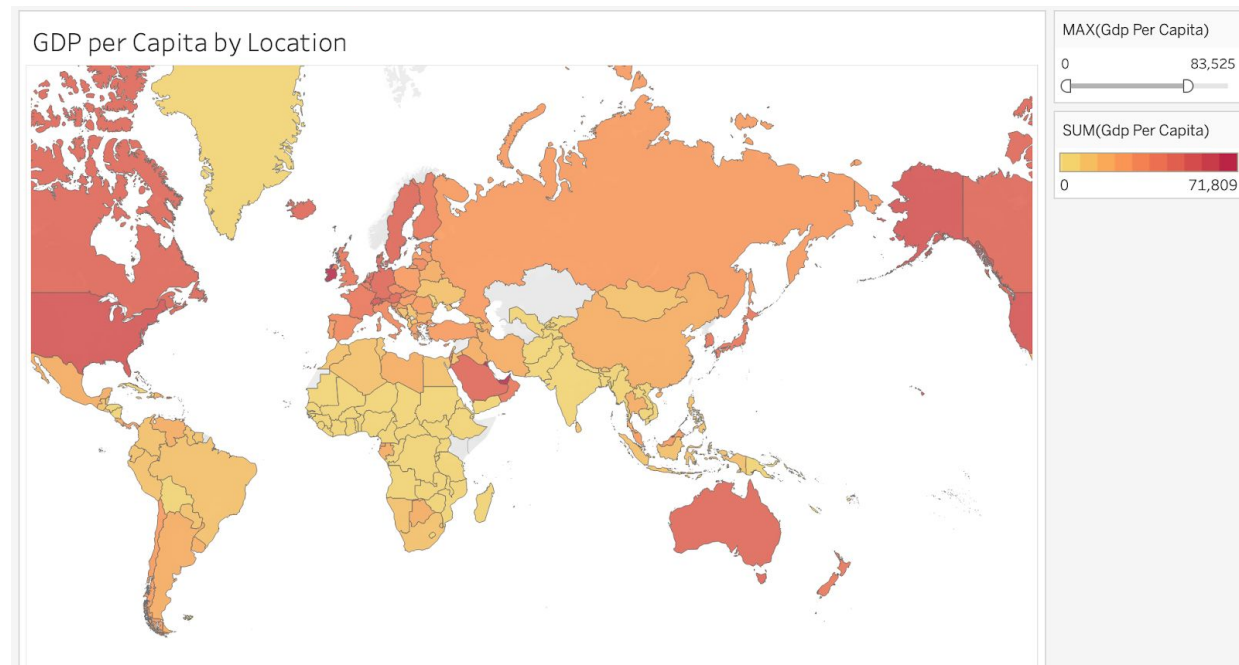 GDP per Capita by Location
MAX(Gdp Per Capita)
0 83,525
SUM(Gdp Per Capita)
0 71,809